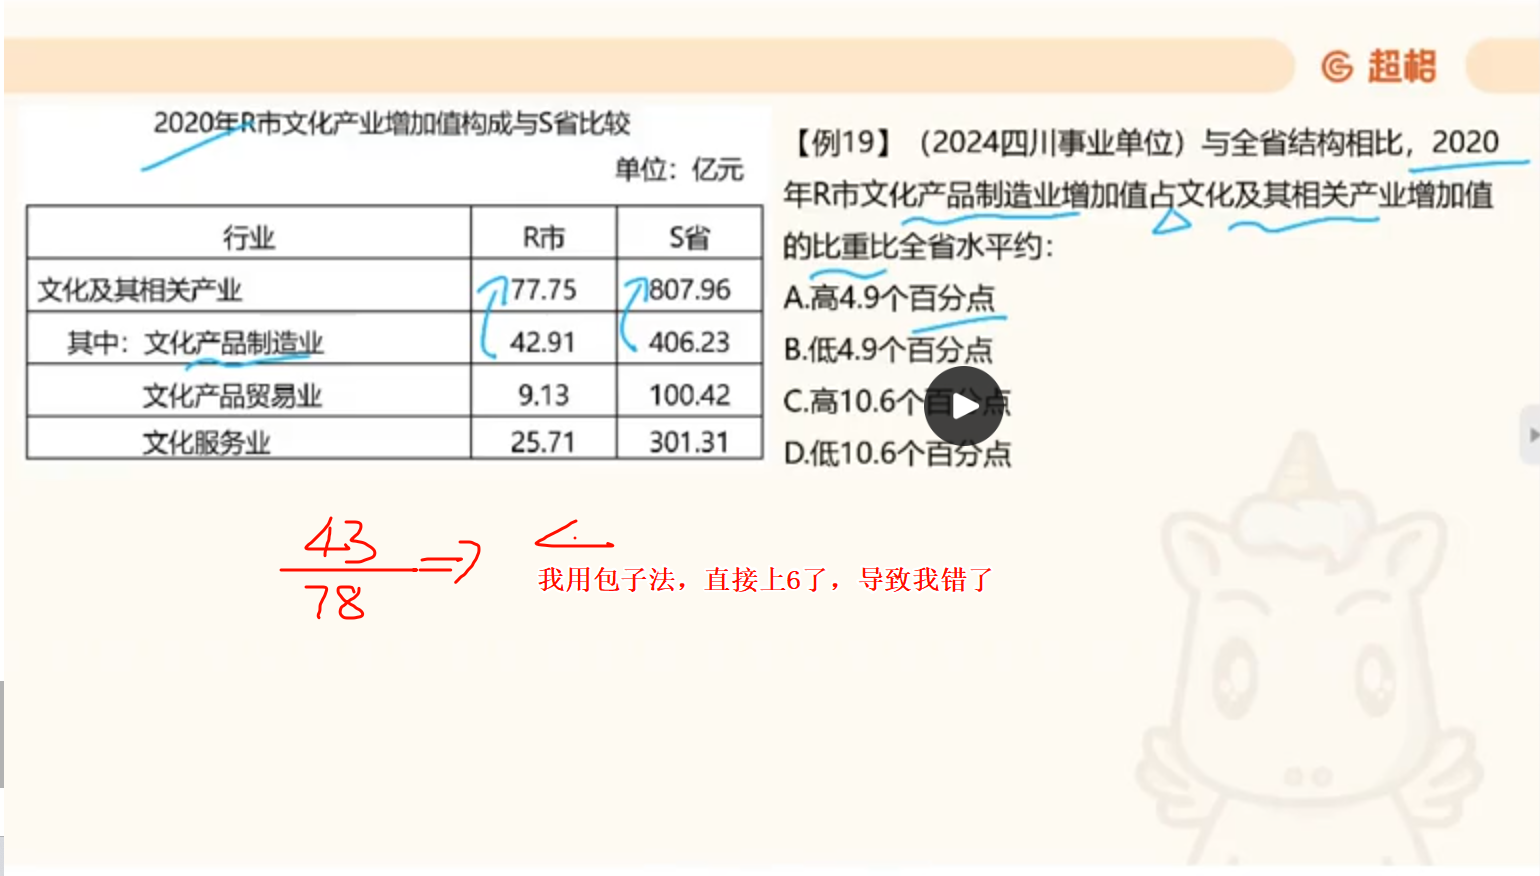 超格
2020年R市文化产业增加值构成与S省比较
单位：亿元
行业 R市 S省
文化及其相关产业 77.75 807.96
其中：文化产品制造业 42.91 406.23
文化产品贸易业 9.13 100.42
文化服务业 25.71 301.31
【例19】（2024四川事业单位）与全省结构相比，2020
年R市文化产品制造业增加值占文化及其相关产业增加值
的比重比全省水平约：
A.高4.9个百分点
B.低4.9个百分点
C.高10.6个百分点
D.低10.6个百分点
43
78
我用包子法，直接上6了，导致我错了